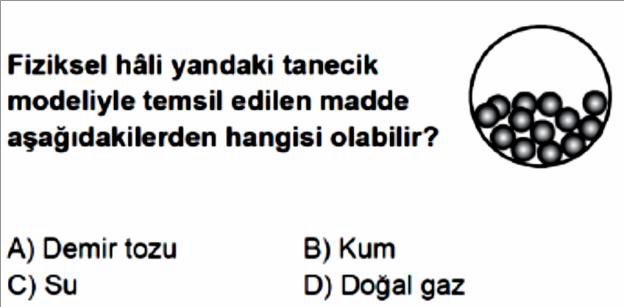 Fiziksel hâli yandaki tanecik
modeliyle temsil edilen madde
aşağıdakilerden hangisi olabilir?
A) Demir tozu
B) Kum
C) Su
D) Doğal gaz